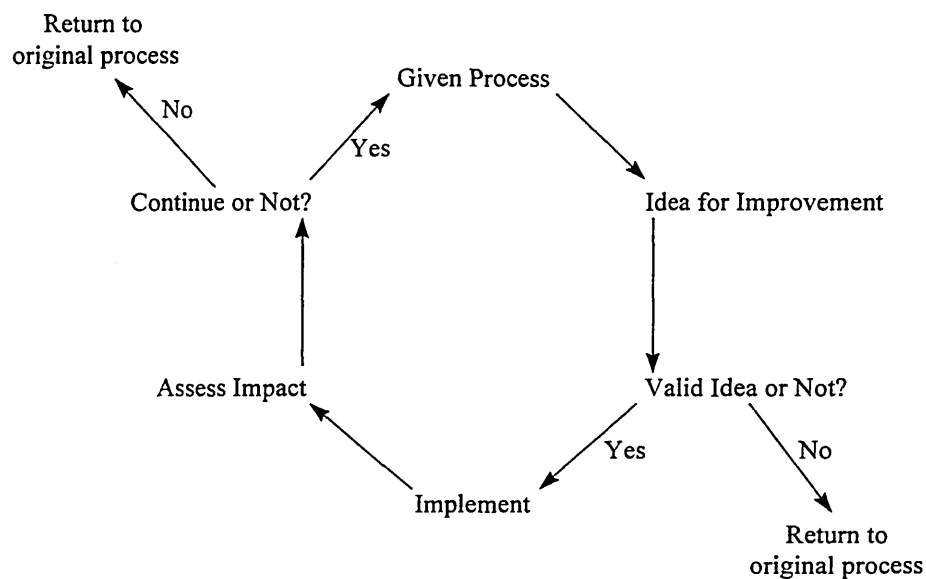 Return to
original process
Given Process
No
Yes
Continue or Not?
Idea for Improvement
Assess Impact
Valid Idea or Not?
Yes
No
Implement
Return to
original process